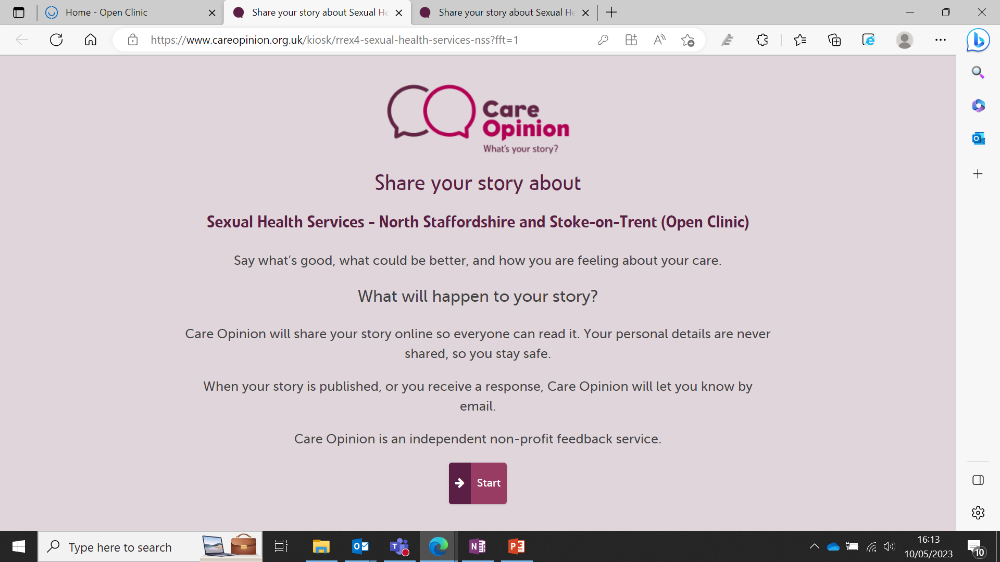 Home - Open Clinic
Share your story about Sexual He
Share your story about Sexual He
https://www.careopinion.org.uk/kiosk/rrex4-sexual-health-services-nss?fft=1
Care
Opinion
What's your story?
Share your story about
Sexual Health Services - North Staffordshire and Stoke-on-Trent (Open Clinic)
Say what’s good, what could be better, and how you are feeling about your care.
What will happen to your story?
Care Opinion will share your story online so everyone can read it. Your personal details are never
shared, so you stay safe.
When your story is published, or you receive a response, Care Opinion will let you know by
email.
Care Opinion is an independent non-profit feedback service.
Start
Type here to search
16:13
10/05/2023
10